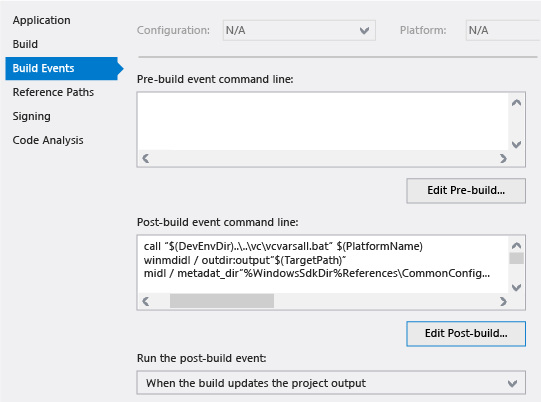 Application
Build
Build Events
Reference Paths
Signing
Code Analysis
Configuration: N/A Platform: N/A
Pre-build event command line:
Edit Pre-build...
Post-build event command line:
call "$(DevEnvDir)..\..\vc\vcvarsall.bat" $(PlatformName)
winmdidl / outdir:output"$(TargetPath)"
midl / metadat_dir"%WindowsSdkDir%References\CommonConfig...
Edit Post-build...
Run the post-build event:
When the build updates the project output